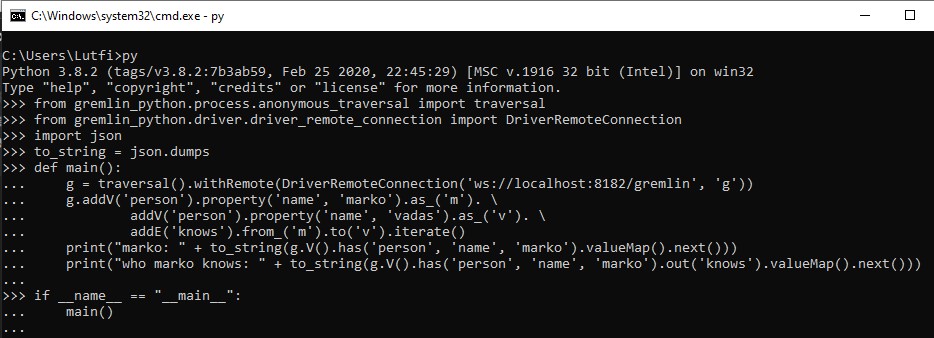 C:\Windows\system32\cmd.exe - py
C:\Users\Lutfi>py
Python 3.8.2 (tags/v3.8.2:7b3ab59, Feb 25 2020, 22:45:29) [MSC v.1916 32 bit (Intel)] on win32
Type "help", "copyright", "credits" or "license" for more information.
>>> from gremlin_python.process.anonymous_traversal import traversal
>>> from gremlin_python.driver.driver_remote_connection import DriverRemoteConnection
>>> import json
>>> to_string = json.dumps
>>> def main():
...     g = traversal().withRemote(DriverRemoteConnection('ws://localhost:8182/gremlin', 'g'))
...     g.addV('person').property('name', 'marko').as_('m'). \
...             addV('person').property('name', 'vadas').as_('v'). \
...             addE('knows').from_('m').to('v').iterate()
...     print("marko: " + to_string(g.V().has('person', 'name', 'marko').valueMap().next()))
...     print("who marko knows: " + to_string(g.V().has('person', 'name', 'marko').out('knows').valueMap().next()))
...
>>> if __name__ == "__main__":
...     main()
...